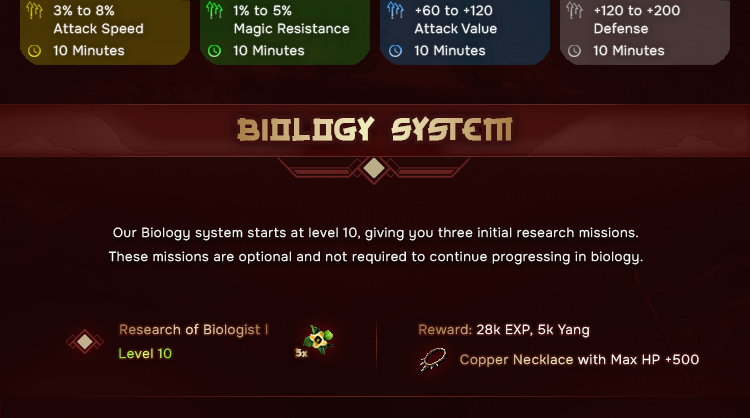 3% to 8%
Attack Speed
10 Minutes
1% to 5%
Magic Resistance
10 Minutes
+60 to +120
Attack Value
10 Minutes
+120 to +200
Defense
10 Minutes
BIOLOGY SYSTEM
Our Biology system starts at level 10, giving you three initial research missions.
These missions are optional and not required to continue progressing in biology.
Research of Biologist I
Level 10
5x
Reward: 28k EXP, 5k Yang
Copper Necklace with Max HP +500